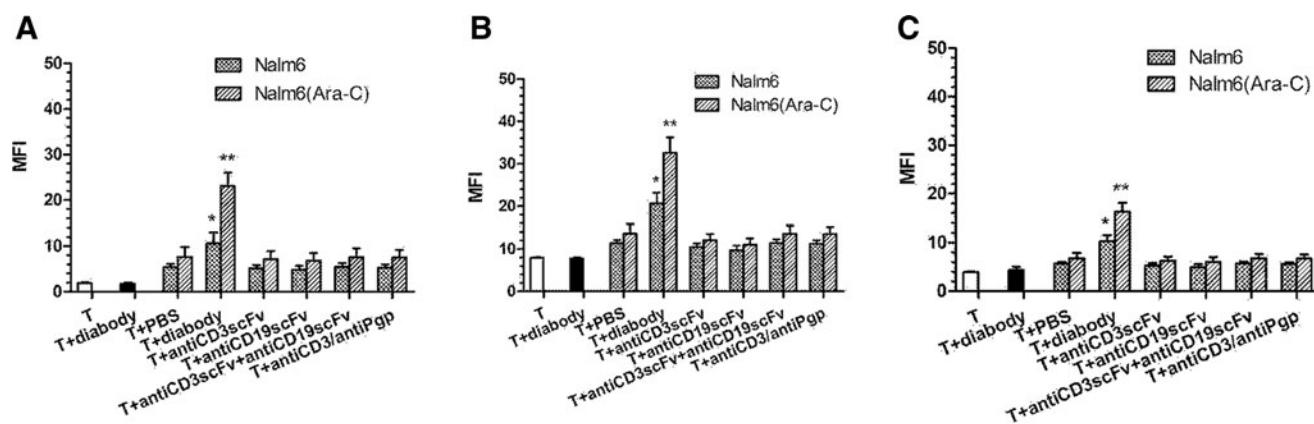 A
50
40
30
20
10
0
MFI
Nalm6
Nalm6(Ara-C)
*
**
T
T+diabody
T+PBS
T+diabody
T+antiCD3scFv
T+antiCD19scFv
T+antiCD3scFv+antiCD19scFv
T+antiCD3/antiPgp
B
50
40
30
20
10
0
MFI
Nalm6
Nalm6(Ara-C)
*
**
T
T+diabody
T+PBS
T+diabody
T+antiCD3scFv
T+antiCD19scFv
T+antiCD3scFv+antiCD19scFv
T+antiCD3/antiPgp
C
50
40
30
20
10
0
MFI
Nalm6
Nalm6(Ara-C)
*
**
T
T+diabody
T+PBS
T+diabody
T+antiCD3scFv
T+antiCD19scFv
T+antiCD3scFv+antiCD19scFv
T+antiCD3/antiPgp